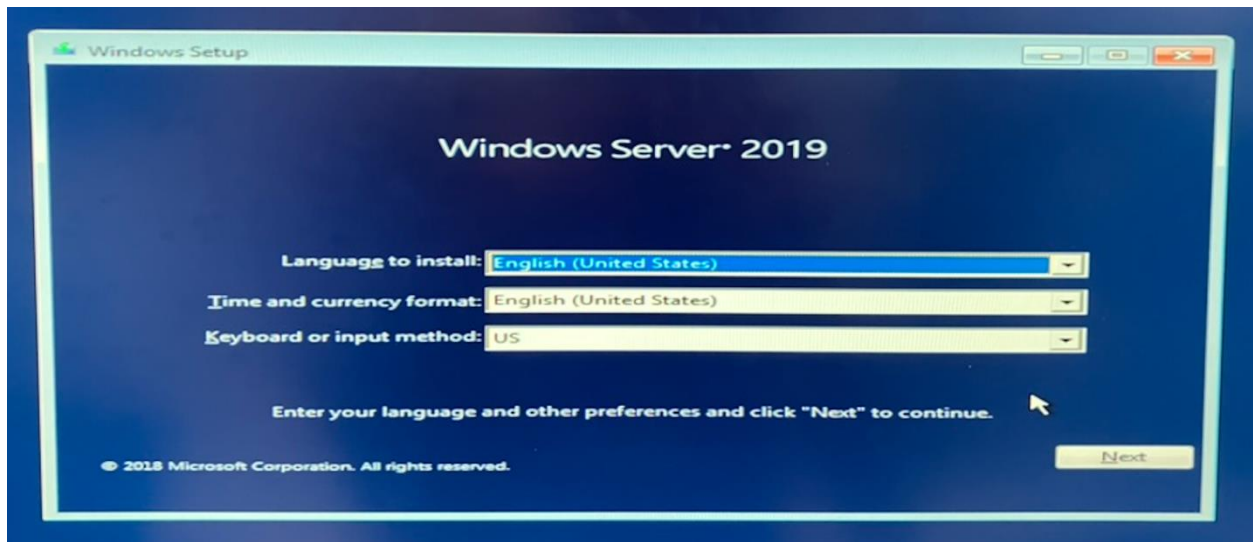 Windows Setup
Windows Server® 2019
Language to install: English (United States)
Time and currency format: English (United States)
Keyboard or input method: US
Enter your language and other preferences and click "Next" to continue.
© 2018 Microsoft Corporation. All rights reserved.
Next